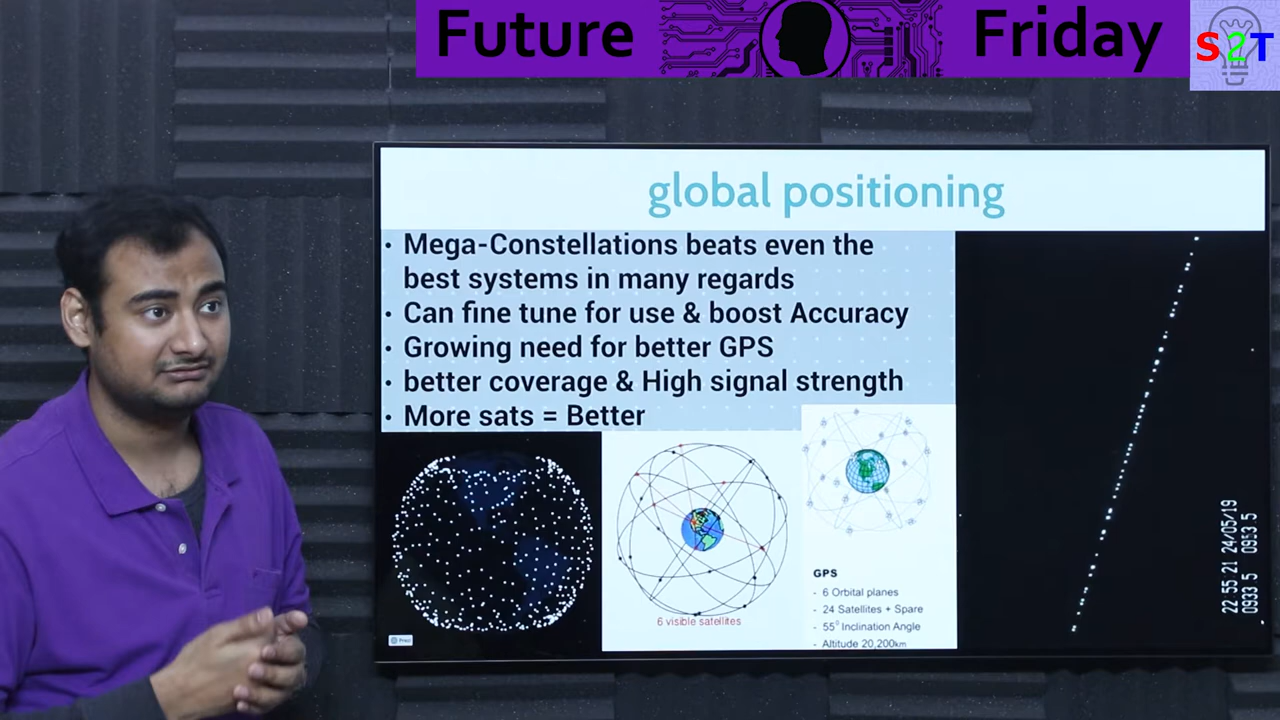 Future Friday
S2T
global positioning
• Mega-Constellations beats even the
best systems in many regards
• Can fine tune for use & boost Accuracy
• Growing need for better GPS
• better coverage & High signal strength
• More sats = Better
6 visible satellites
GPS
- 6 Orbital planes
- 24 Satellites + Spare
- 55° Inclination Angle
- Altitude 20,200km
Prezi
22 55 21 24/05/19
0933 5 0953 5